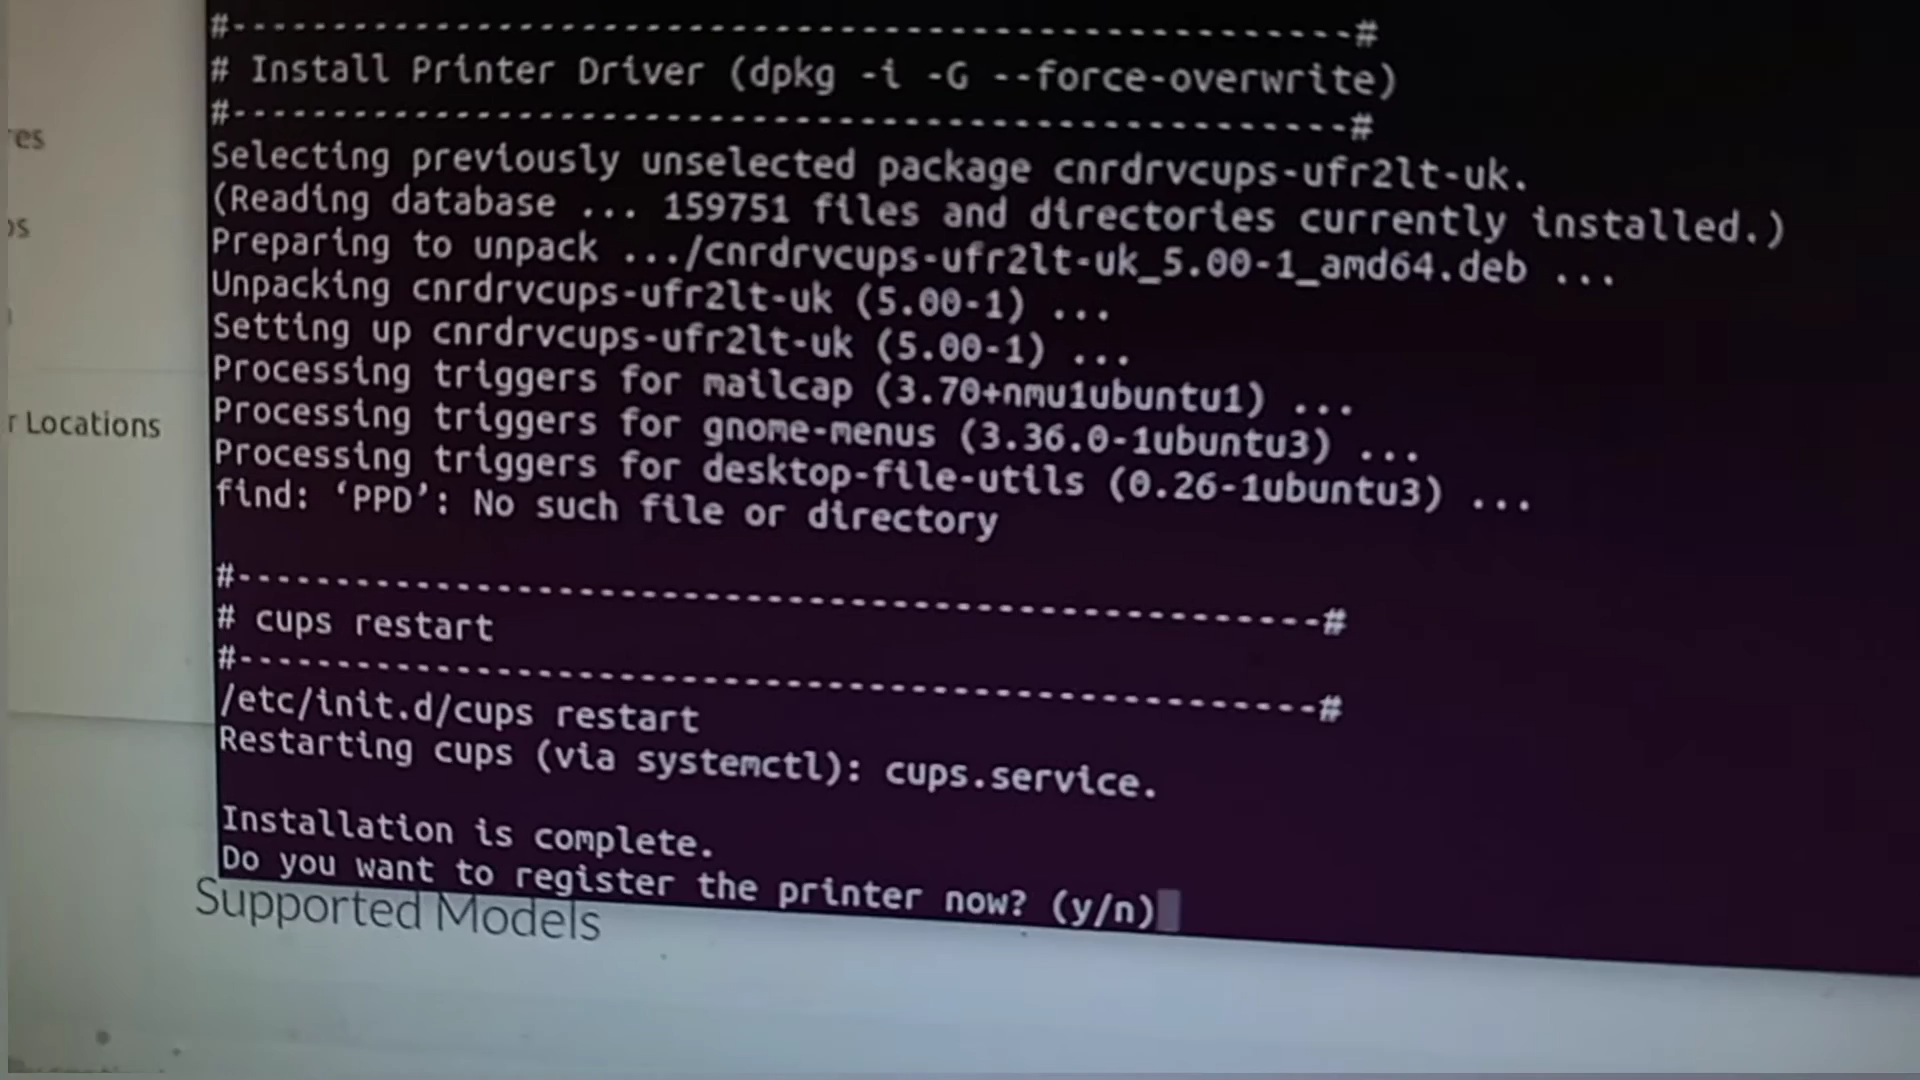 #--------------------------------------------------------#
# Install Printer Driver (dpkg -i -G --force-overwrite)
#--------------------------------------------------------#
Selecting previously unselected package cnrdrvcups-ufr2lt-uk.
(Reading database ... 159751 files and directories currently installed.)
Preparing to unpack .../cnrdrvcups-ufr2lt-uk_5.00-1_amd64.deb ...
Unpacking cnrdrvcups-ufr2lt-uk (5.00-1) ...
Setting up cnrdrvcups-ufr2lt-uk (5.00-1) ...
Processing triggers for mailcap (3.70+nmu1ubuntu1) ...
Processing triggers for gnome-menus (3.36.0-1ubuntu3) ...
Processing triggers for desktop-file-utils (0.26-1ubuntu3) ...
find: ‘PPD’: No such file or directory
#--------------------------------------------------------#
# cups restart
#--------------------------------------------------------#
/etc/init.d/cups restart
Restarting cups (via systemctl): cups.service.
Installation is complete.
Do you want to register the printer now? (y/n)
res
os
r Locations
Supported Models